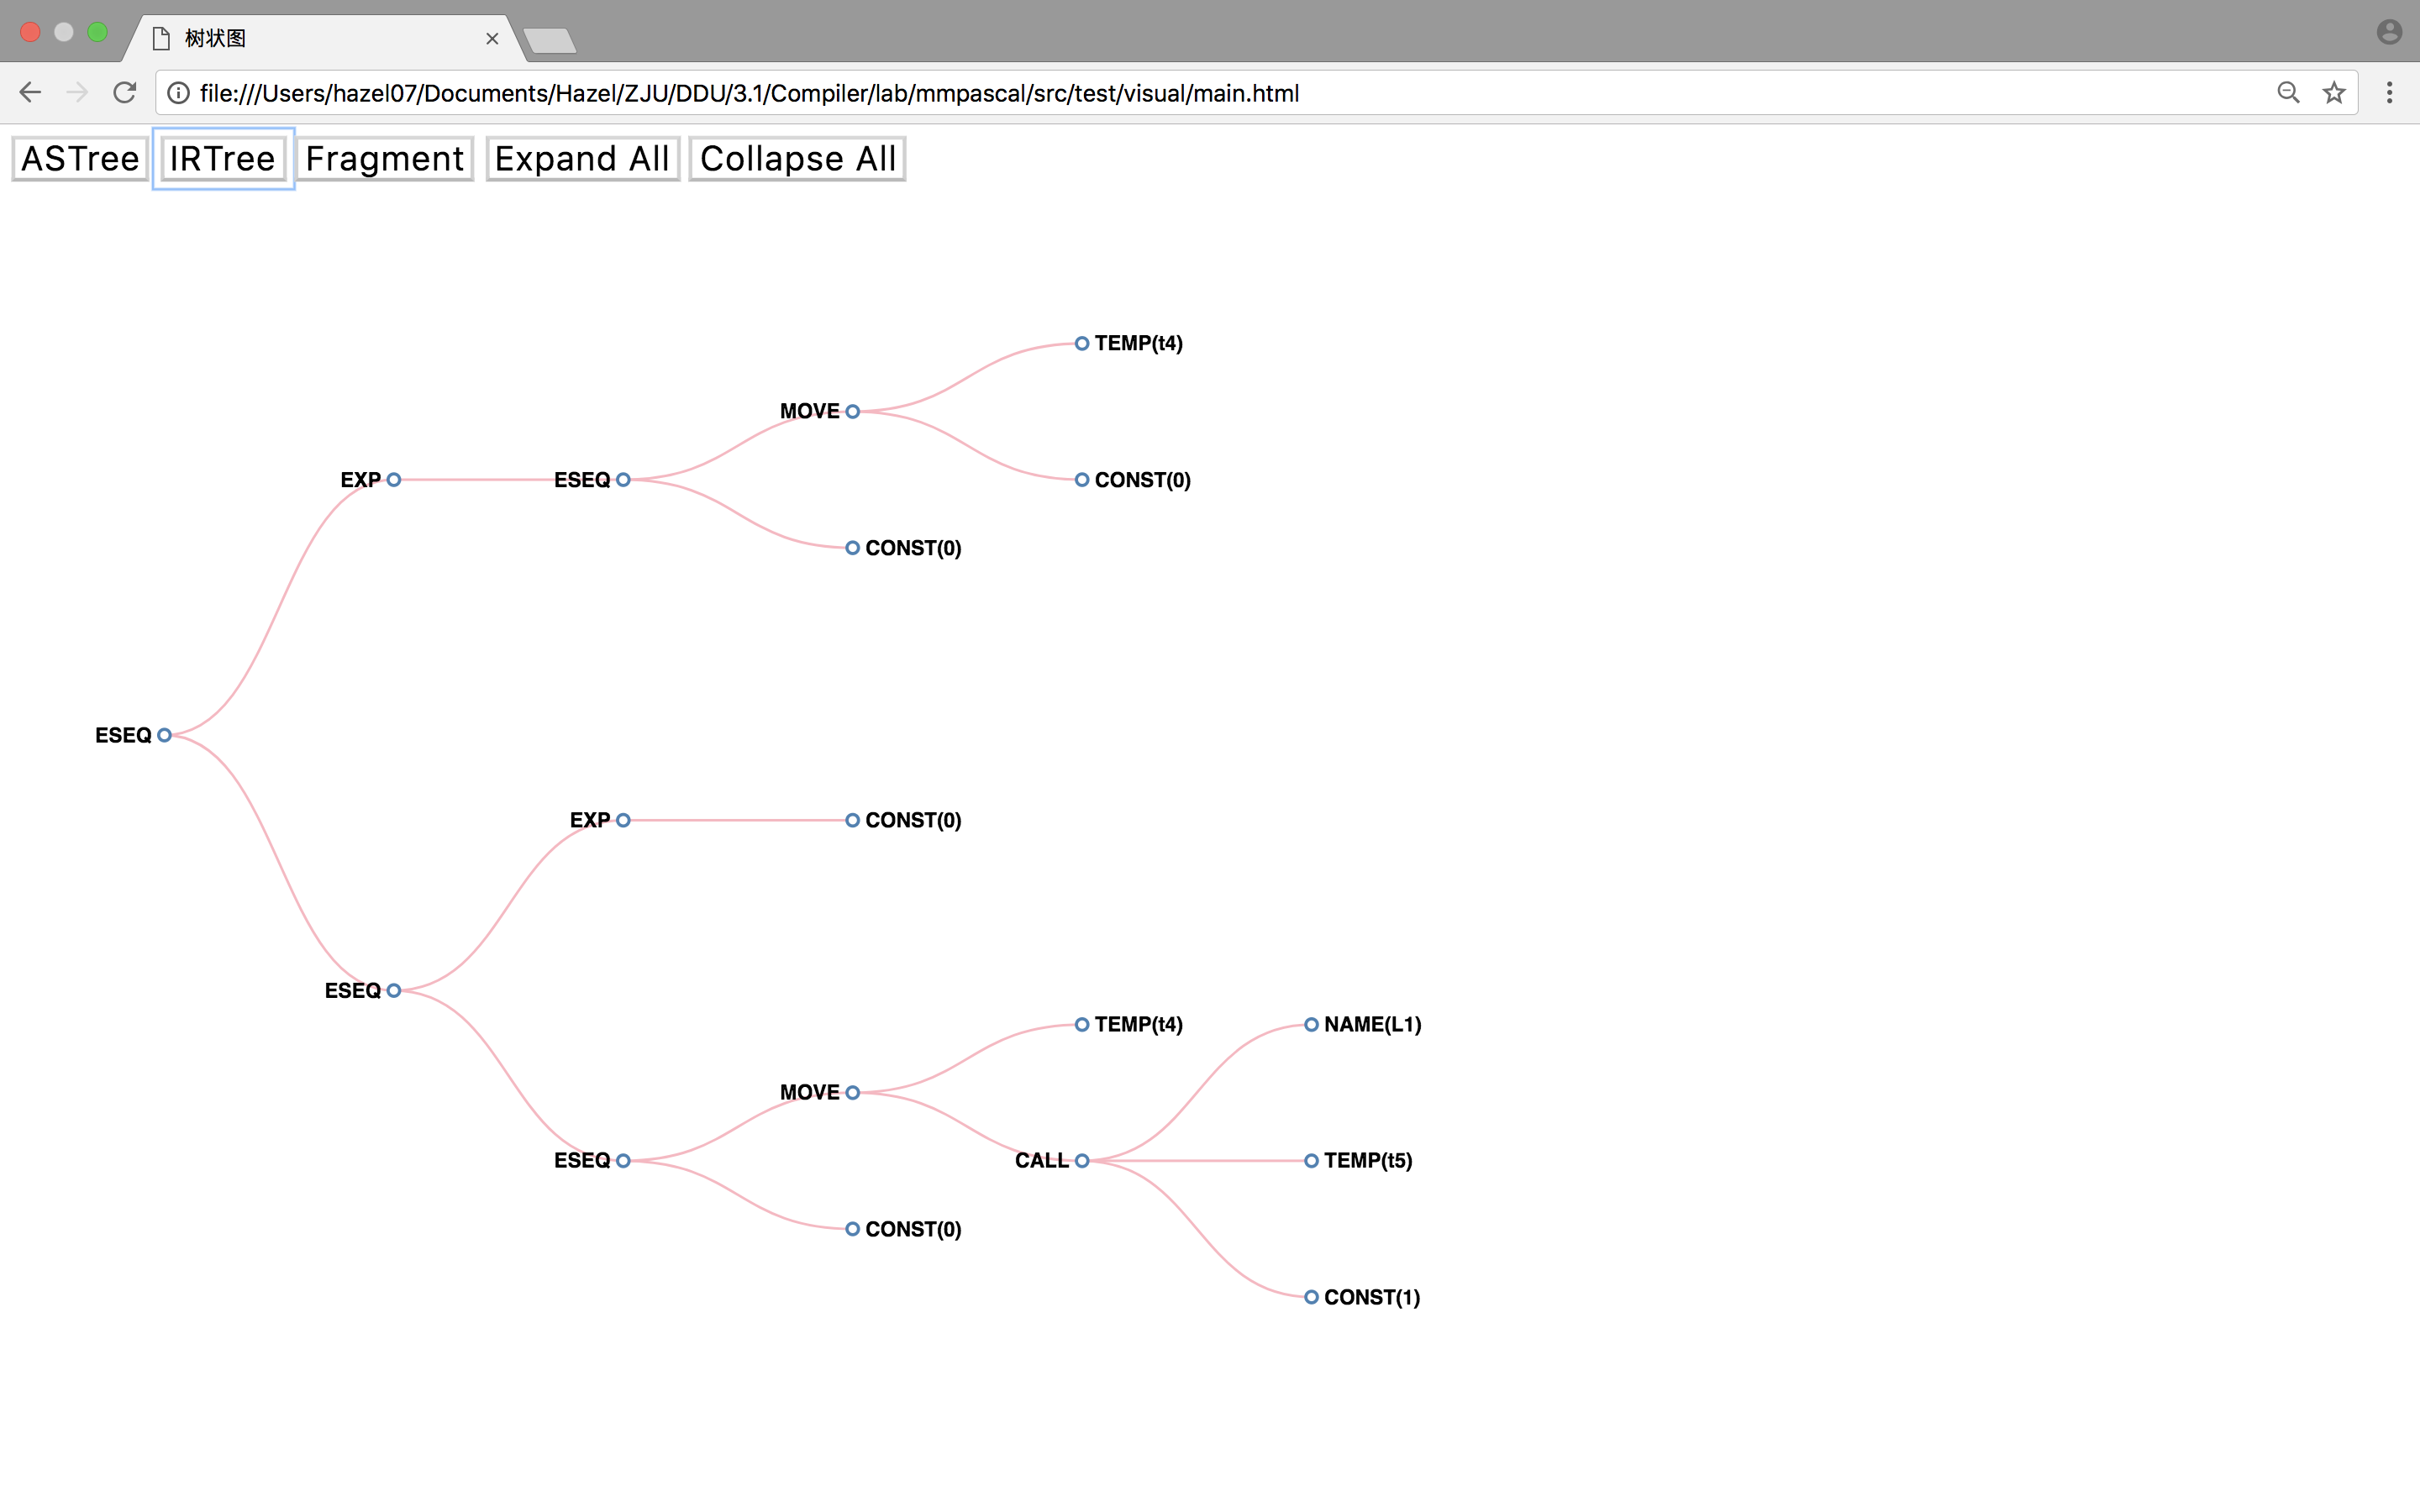 树状图
file:///Users/hazel07/Documents/Hazel/ZJU/DDU/3.1/Compiler/lab/mmpascal/src/test/visual/main.html
ASTree IRTree Fragment Expand All Collapse All
TEMP(t4)
MOVE
EXP ESEQ CONST(0)
CONST(0)
ESEQ
EXP CONST(0)
ESEQ
TEMP(t4) NAME(L1)
MOVE
ESEQ CALL TEMP(t5)
CONST(0)
CONST(1)